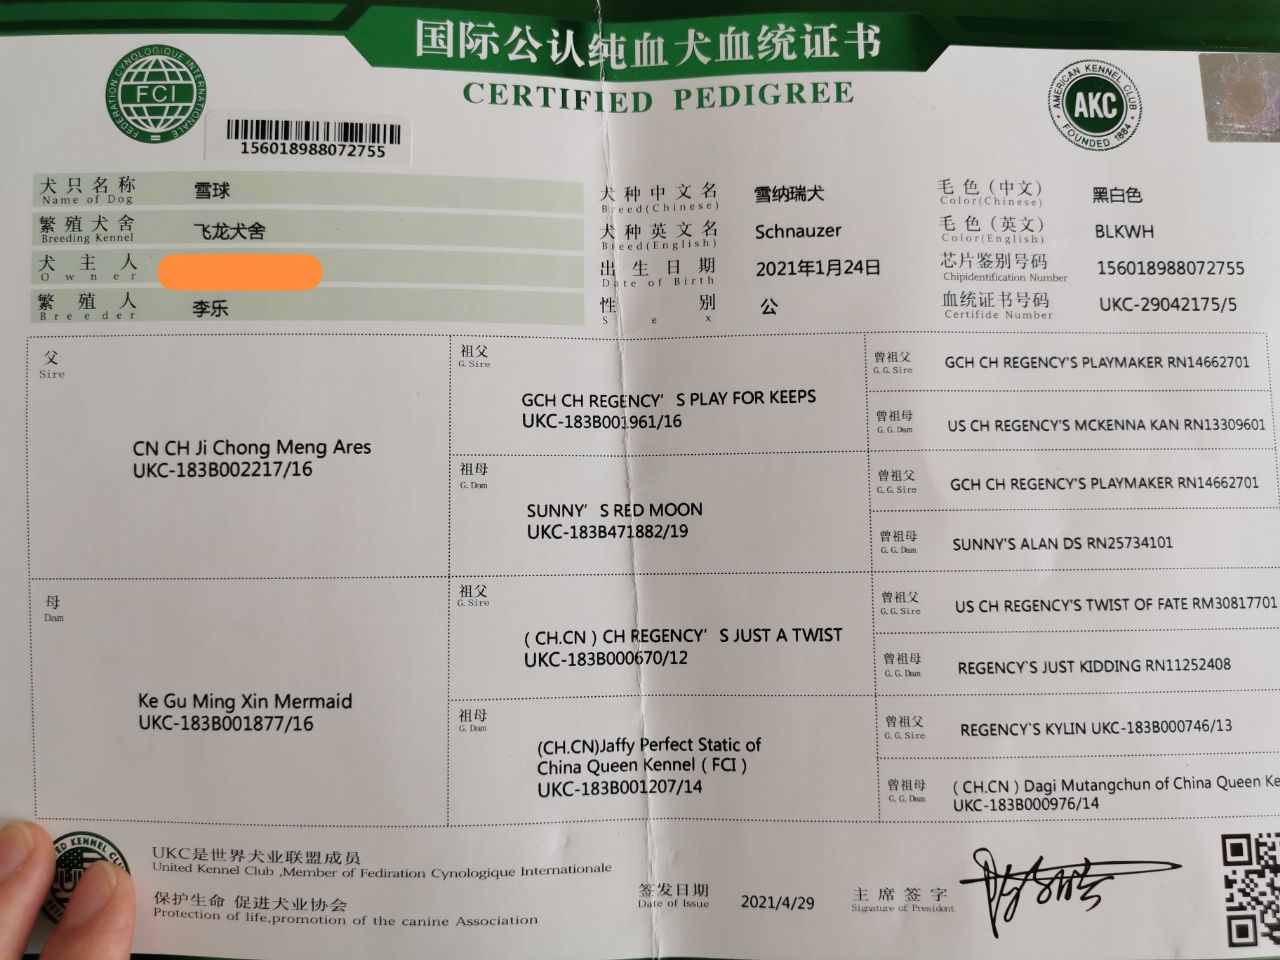 国际公认纯血犬血统证书
CERTIFIED PEDIGREE
FEDERATION CYNOLOGIQUE INTERNATIONALE
FCI
AMERICAN KENNEL CLUB
AKC
FOUNDED 1884
156018988072755
犬只名称 雪球
Name of Dog
犬种中文名 雪纳瑞犬
Breed(Chinese)
毛色(中文) 黑白色
Color(Chinese)
繁殖犬舍 飞龙犬舍
Breeding Kennel
犬种英文名 Schnauzer
Breed(English)
毛色(英文) BLKWH
Color(English)
犬主人
Owner
出生日期 2021年1月24日
Date of Birth
芯片鉴别号码 156018988072755
Chipidentification Number
繁殖人 李乐
Breeder
性别 公
Sex
血统证书号码 UKC-29042175/5
Certifide Number
父
Sire
CN CH Ji Chong Meng Ares
UKC-183B002217/16
祖父
G.Sire
GCH CH REGENCY'S PLAY FOR KEEPS
UKC-183B001961/16
曾祖父
G.G.Sire
GCH CH REGENCY'S PLAYMAKER RN14662701
曾祖母
G.G.Dam
US CH REGENCY'S MCKENNA KAN RN13309601
祖母
G.Dam
SUNNY'S RED MOON
UKC-183B471882/19
曾祖父
G.G.Sire
GCH CH REGENCY'S PLAYMAKER RN14662701
曾祖母
G.G.Dam
SUNNY'S ALAN DS RN25734101
母
Dam
Ke Gu Ming Xin Mermaid
UKC-183B001877/16
祖父
G.Sire
(CH.CN) CH REGENCY'S JUST A TWIST
UKC-183B000670/12
曾祖父
G.G.Sire
US CH REGENCY'S TWIST OF FATE RM30817701
曾祖母
G.G.Dam
REGENCY`S JUST KIDDING RN11252408
祖母
G.Dam
(CH.CN)Jaffy Perfect Static of
China Queen Kennel (FCI)
UKC-183B001207/14
曾祖父
G.G.Sire
REGENCY`S KYLIN UKC-183B000746/13
曾祖母
G.G.Dam
(CH.CN) Dagi Mutangchun of China Queen Ke
UKC-183B000976/14
UKC是世界犬业联盟成员
United Kennel Club ,Member of Fediration Cynologique Internationale
保护生命 促进犬业协会
Protection of life,promotion of the canine Association
签发日期 2021/4/29
Date of Issue
主席签字
Signature of President